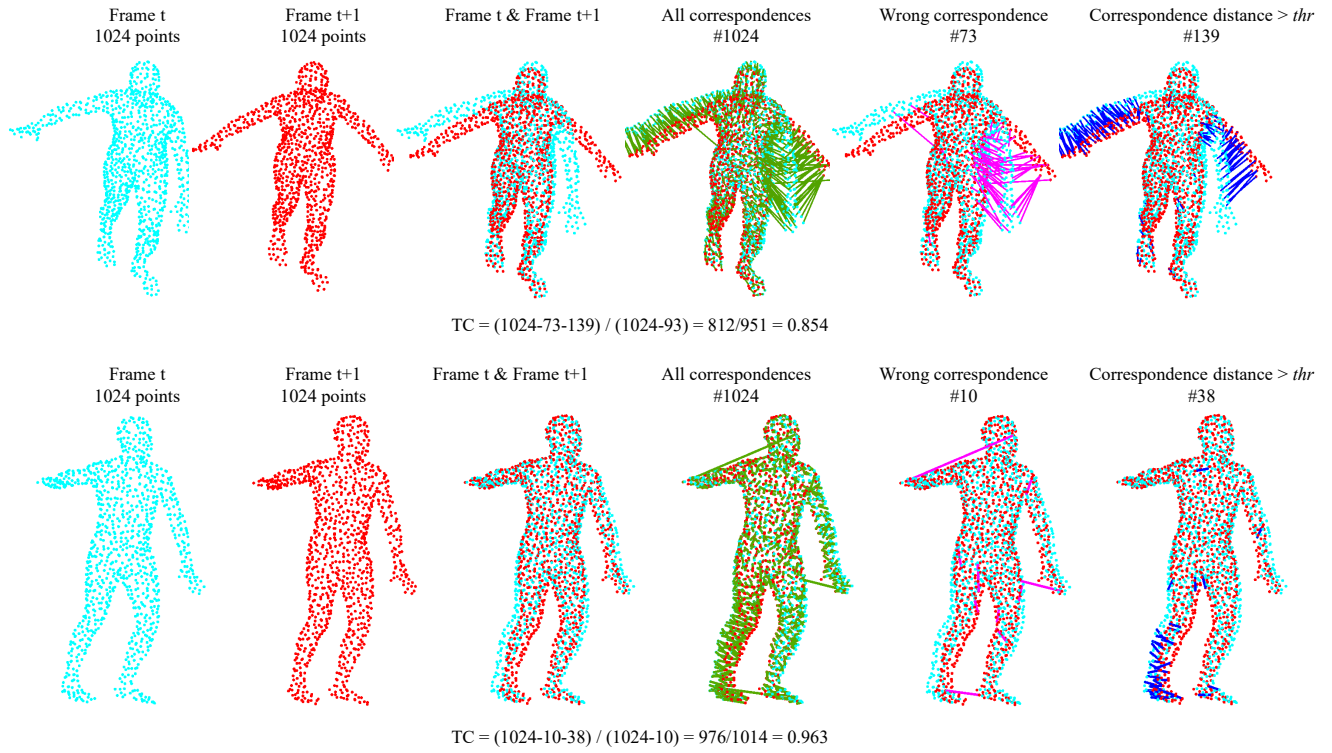 Frame t
1024 points
Frame t+1
1024 points
Frame t & Frame t+1
All correspondences
#1024
Wrong correspondence
#73
Correspondence distance > thr
#139
TC = (1024-73-139) / (1024-93) = 812/951 = 0.854
Frame t
1024 points
Frame t+1
1024 points
Frame t & Frame t+1
All correspondences
#1024
Wrong correspondence
#10
Correspondence distance > thr
#38
TC = (1024-10-38) / (1024-10) = 976/1014 = 0.963